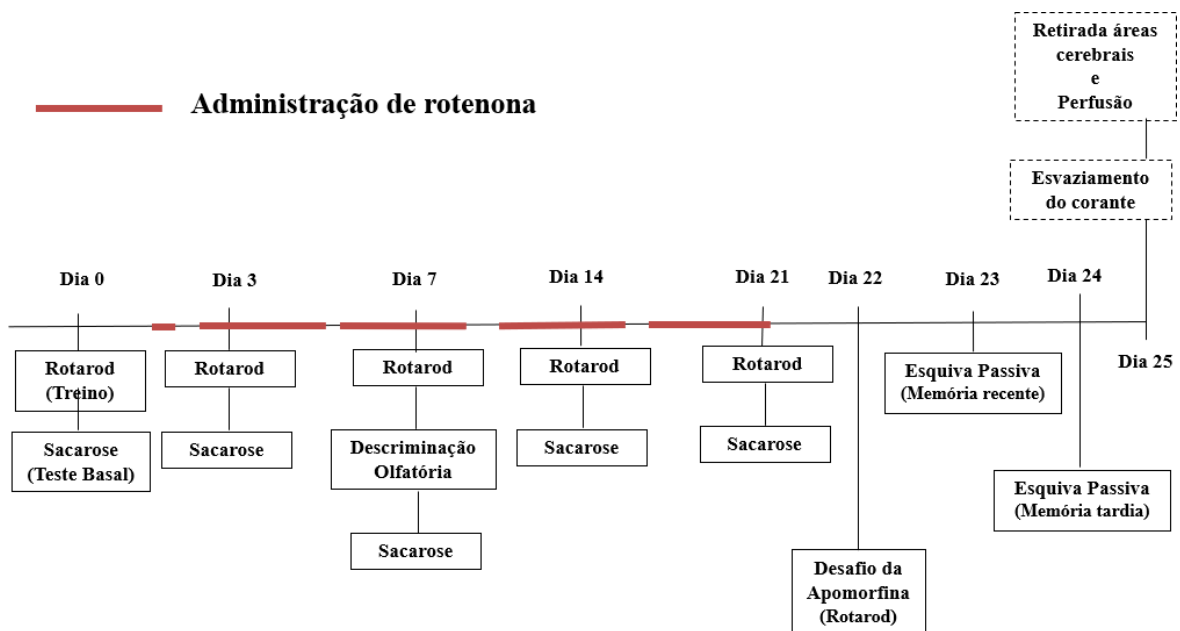 Retirada áreas
cerebrais
e
Perfusão
Administração de rotenona
Esvaziamento
do corante
Dia 0
Dia 3
Dia 7
Dia 14
Dia 21
Dia 22
Dia 23
Dia 24
Dia 25
Rotarod
(Treino)
Sacarose
(Teste Basal)
Rotarod
Sacarose
Rotarod
Descriminação
Olfatória
Sacarose
Rotarod
Sacarose
Rotarod
Sacarose
Desafio da
Apomorfina
(Rotarod)
Esquiva Passiva
(Memória recente)
Esquiva Passiva
(Memória tardia)